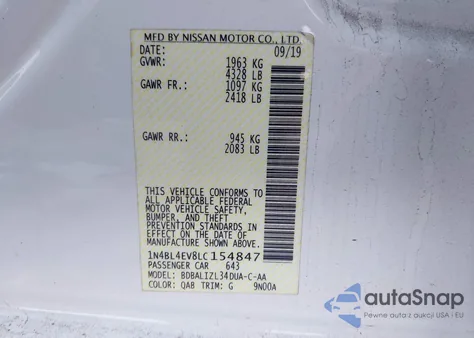 MFD BY NISSAN MOTOR CO., LTD.
DATE: 09/19
GVWR: 1963 KG
4328 LB
GAWR FR.: 1097 KG
2418 LB
GAWR RR.: 945 KG
2083 LB
THIS VEHICLE CONFORMS TO
ALL APPLICABLE FEDERAL
MOTOR VEHICLE SAFETY,
BUMPER, AND THEFT
PREVENTION STANDARDS IN
EFFECT ON THE DATE OF
MANUFACTURE SHOWN ABOVE.
1N4BL4EV8LC154847
PASSENGER CAR 643
MODEL: BDBALIZL34DUA-C-AA
COLOR: QAB TRIM: G 9N00A
autoSnap
Affordable auto purchases USA - EU